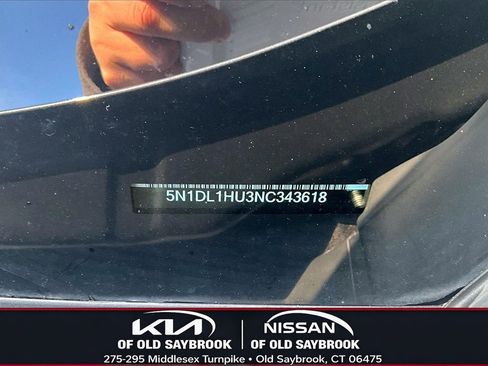 5N1DL1HU3NC343618
KIA NISSAN
OF OLD SAYBROOK OF OLD SAYBROOK
275-295 Middlesex Turnpike • Old Saybrook, CT 06475